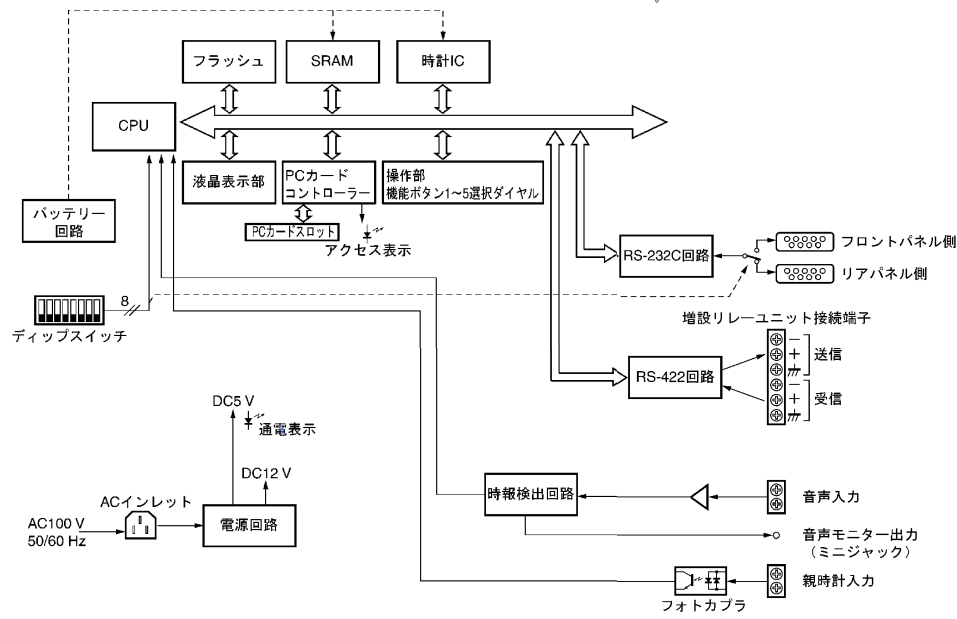 フラッシュ
SRAM
時計IC
CPU
液晶表示部
PCカード
コントローラー
操作部
機能ボタン1～5選択ダイヤル
PCカードスロット
アクセス表示
バッテリー
回路
RS-232C回路
フロントパネル側
リアパネル側
8
ディップスイッチ
増設リレーユニット接続端子
RS-422回路
−
+
送信
−
+
受信
DC5 V
通電表示
DC12 V
ACインレット
AC100 V
50/60 Hz
電源回路
時報検出回路
音声入力
音声モニター出力
（ミニジャック）
親時計入力
フォトカプラ